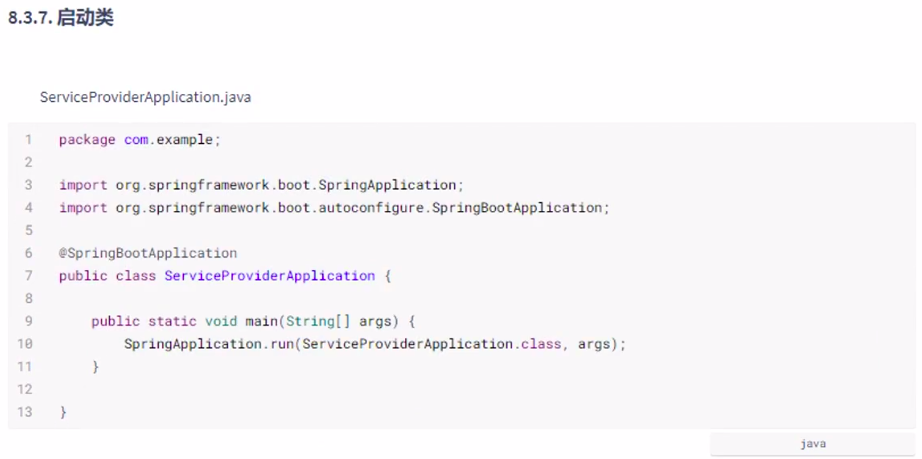 8.3.7. 启动类
ServiceProviderApplication.java
1 package com.example;
2
3 import org.springframework.boot.SpringApplication;
4 import org.springframework.boot.autoconfigure.SpringBootApplication;
5
6 @SpringBootApplication
7 public class ServiceProviderApplication {
8
9     public static void main(String[] args) {
10         SpringApplication.run(ServiceProviderApplication.class, args);
11     }
12
13 }
java